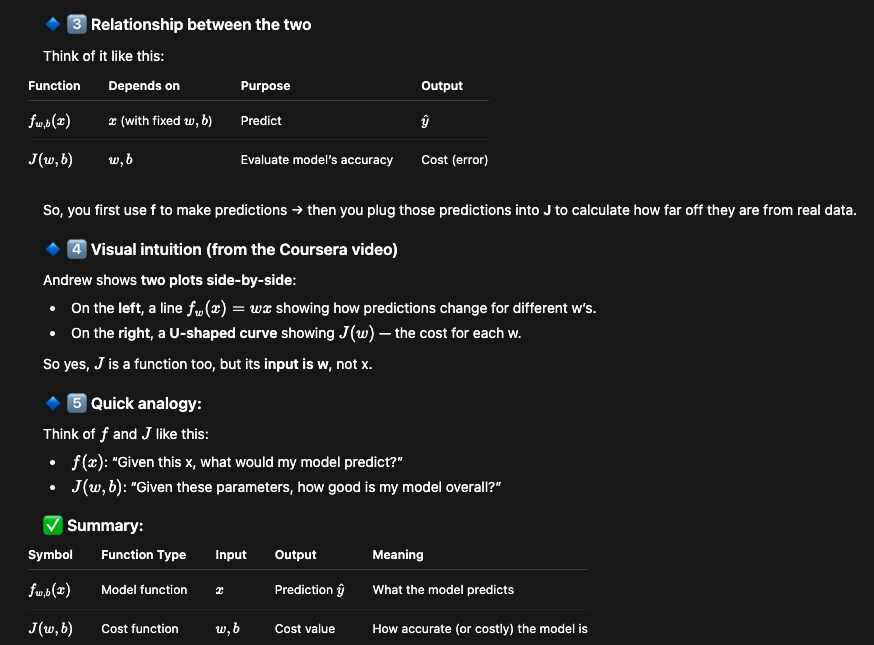 🔷 3️⃣ Relationship between the two
Think of it like this:
Function Depends on Purpose Output
f_{w,b}(x) x (with fixed w, b) Predict ŷ
J(w, b) w, b Evaluate model's accuracy Cost (error)
So, you first use f to make predictions → then you plug those predictions into J to calculate how far off they are from real data.
🔷 4️⃣ Visual intuition (from the Coursera video)
Andrew shows two plots side-by-side:
• On the left, a line f_w(x) = wx showing how predictions change for different w's.
• On the right, a U-shaped curve showing J(w) — the cost for each w.
So yes, J is a function too, but its input is w, not x.
🔷 5️⃣ Quick analogy:
Think of f and J like this:
• f(x): "Given this x, what would my model predict?"
• J(w, b): "Given these parameters, how good is my model overall?"
✅ Summary:
Symbol Function Type Input Output Meaning
f_{w,b}(x) Model function x Prediction ŷ What the model predicts
J(w, b) Cost function w, b Cost value How accurate (or costly) the model is